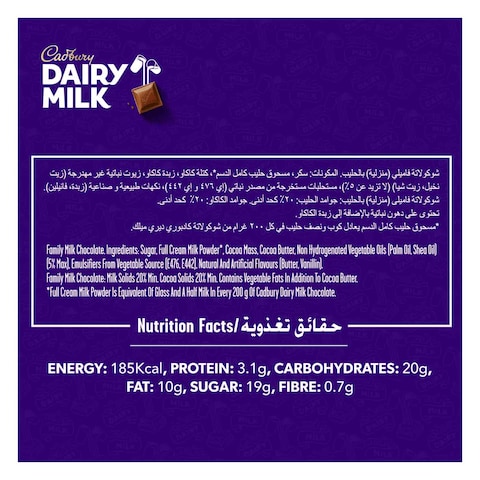 Cadbury
DAIRY
MILK
شوكولاتة فاميلي (منزلية) بالحليب. المكونات: سكر، مسحوق حليب كامل الدسم*، كتلة كاكاو، زبدة كاكاو، زيوت نباتية غير مهدرجة (زيت
نخيل، زيت شيا) (لا تزيد عن ٥٪)، مستحلبات مستخرجة من مصدر نباتي (إي ٤٧٦ و إي ٤٤٢)، نكهات طبيعية و صناعية (زبدة، فانيلين).
شوكولاتة فاميلي (منزلية) بالحليب: جوامد الحليب: ٢٠٪ كحد أدنى. جوامد الكاكاو: ٢٠٪ كحد أدنى.
تحتوى على دهون نباتية بالإضافة إلى زبدة الكاكاو.
*مسحوق حليب كامل الدسم يعادل كوب ونصف حليب في كل ٢٠٠ غرام من شوكولاتة كادبوري ديري ميلك.
Family Milk Chocolate. Ingredients: Sugar, Full Cream Milk Powder*, Cocoa Mass, Cocoa Butter, Non Hydrogenated Vegetable Oils (Palm Oil, Shea Oil)
(5% Max), Emulsifiers From Vegetable Source (E476, E442), Natural And Artificial Flavours (Butter, Vanillin).
Family Milk Chocolate: Milk Solids 20% Min. Cocoa Solids 20% Min. Contains Vegetable Fats In Addition To Cocoa Butter.
*Full Cream Milk Powder Is Equivalent Of Glass And A Half Milk In Every 200 g Of Cadbury Dairy Milk Chocolate.
Nutrition Facts/حقائق تغذوية
ENERGY: 185Kcal, PROTEIN: 3.1g, CARBOHYDRATES: 20g,
FAT: 10g, SUGAR: 19g, FIBRE: 0.7g